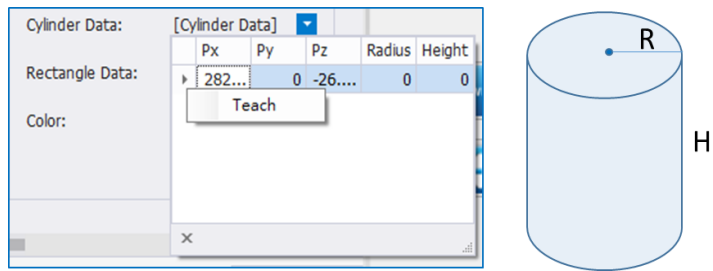 Cylinder Data: [Cylinder Data]
Px Py Pz Radius Height
Rectangle Data: 282... 0 -26.... 0 0
Teach
Color:
R
H